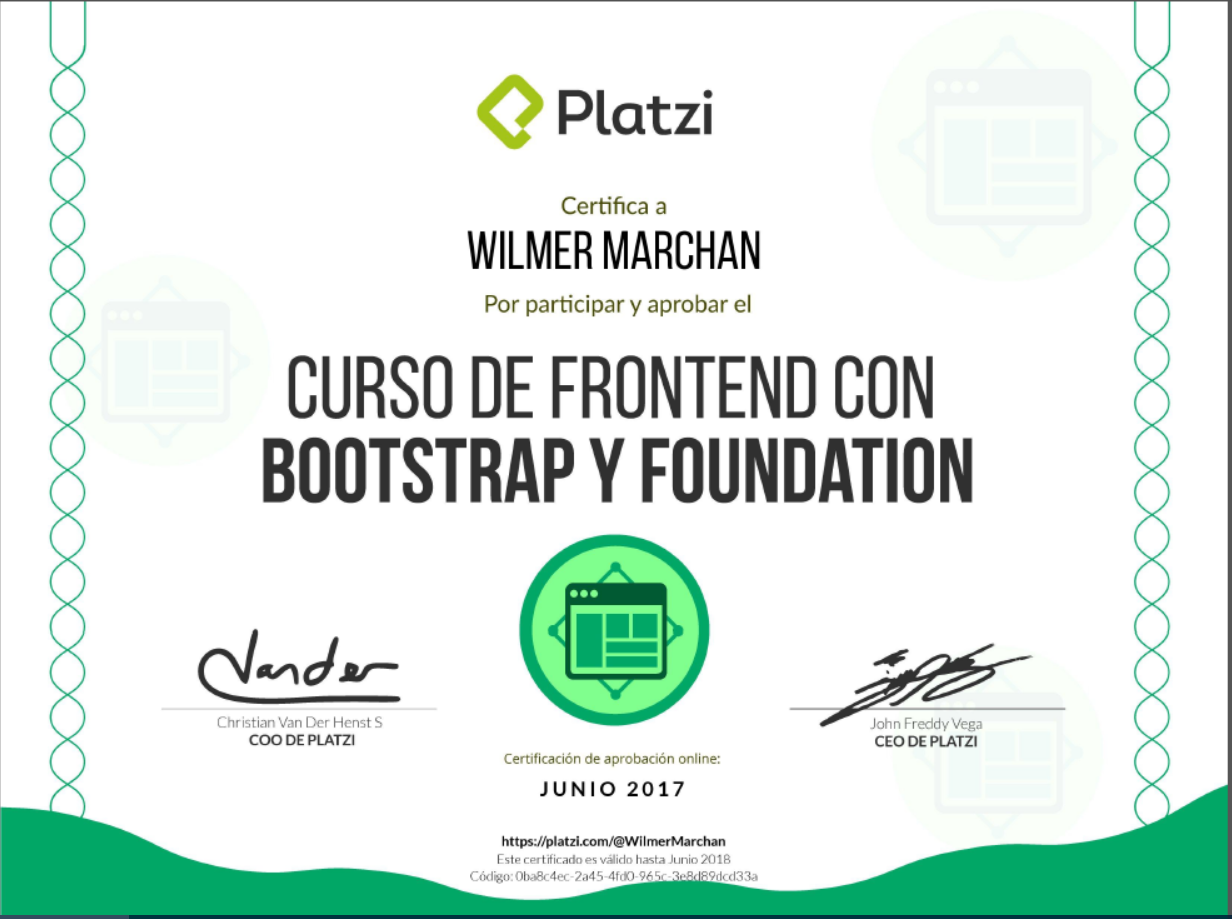 Platzi
Certifica a
WILMER MARCHAN
Por participar y aprobar el
CURSO DE FRONTEND CON
BOOTSTRAP Y FOUNDATION
Vander
Christian Van Der Henst S
COO DE PLATZI
John Freddy Vega
CEO DE PLATZI
Certificación de aprobación online:
JUNIO 2017
https://platzi.com/@WilmerMarchan
Este certificado es válido hasta Junio 2018
Código: 0ba8c4ec-2a45-4fd0-965c-3e8d89dcd33a